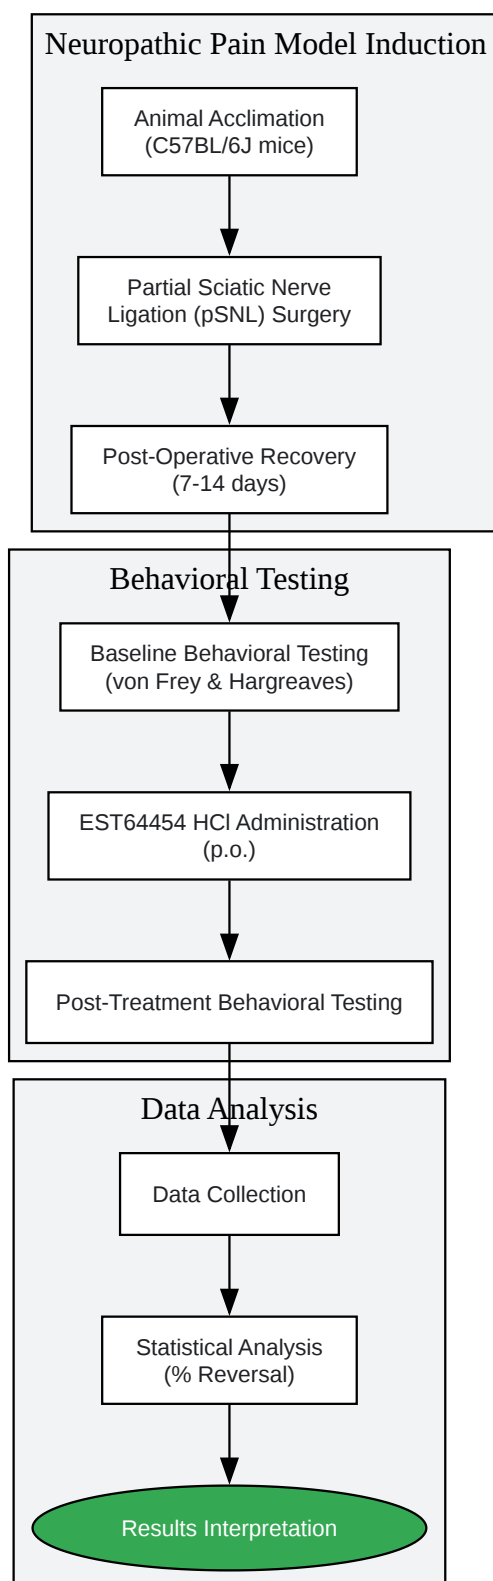 Neuropathic Pain Model Induction
Animal Acclimation
(C57BL/6J mice)
Partial Sciatic Nerve
Ligation (pSNL) Surgery
Post-Operative Recovery
(7-14 days)
Behavioral Testing
Baseline Behavioral Testing
(von Frey & Hargreaves)
EST64454 HCl Administration
(p.o.)
Post-Treatment Behavioral Testing
Data Analysis
Data Collection
Statistical Analysis
(% Reversal)
Results Interpretation